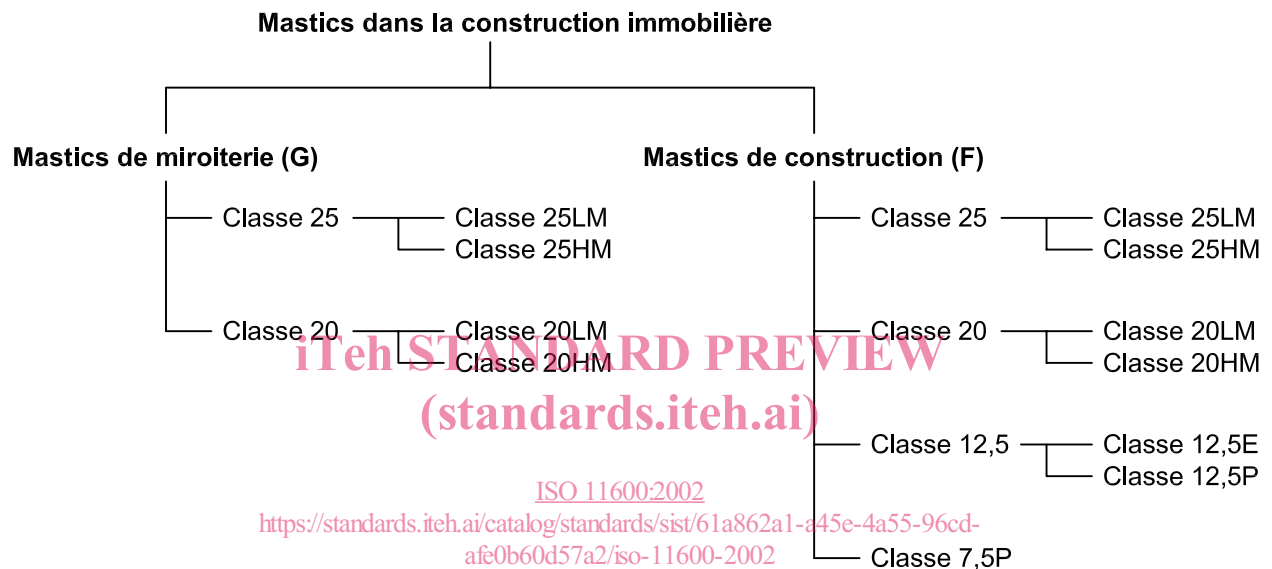 Mastics dans la construction immobilière
Mastics de miroiterie (G)
Mastics de construction (F)
Classe 25
Classe 25LM
Classe 25HM
Classe 20
Classe 20LM
Classe 20HM
Classe 25
Classe 25LM
Classe 25HM
Classe 20
Classe 20LM
Classe 20HM
Classe 12,5
Classe 12,5E
Classe 12,5P
Classe 7,5P
iTeh STANDARD PREVIEW
(standards.iteh.ai)
ISO 11600:2002
https://standards.iteh.ai/catalog/standards/sist/61a862a1-a45e-4a55-96cd-
afe0b60d57a2/iso-11600-2002